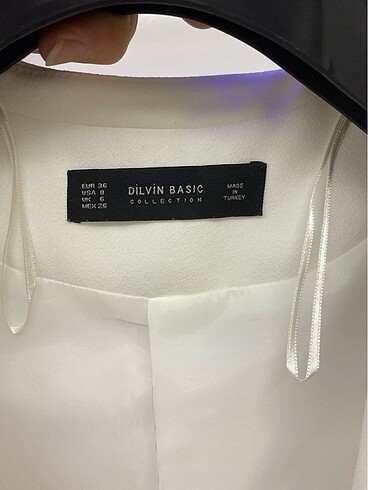 EUR 36
USA 8
UK 6
MEX 26
DİLVİN BASIC
COLLECTION
MADE
IN
TURKEY